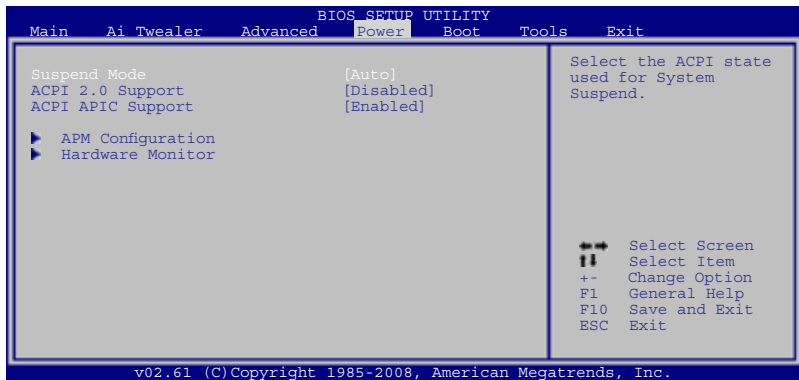 BIOS SETUP UTILITY
Main Ai Twealer Advanced Power Boot Tools Exit
Suspend Mode [Auto]
ACPI 2.0 Support [Disabled]
ACPI APIC Support [Enabled]
APM Configuration
Hardware Monitor
Select the ACPI state
used for System
Suspend.
Select Screen
Select Item
+- Change Option
F1 General Help
F10 Save and Exit
ESC Exit
v02.61 (C)Copyright 1985-2008, American Megatrends, Inc.